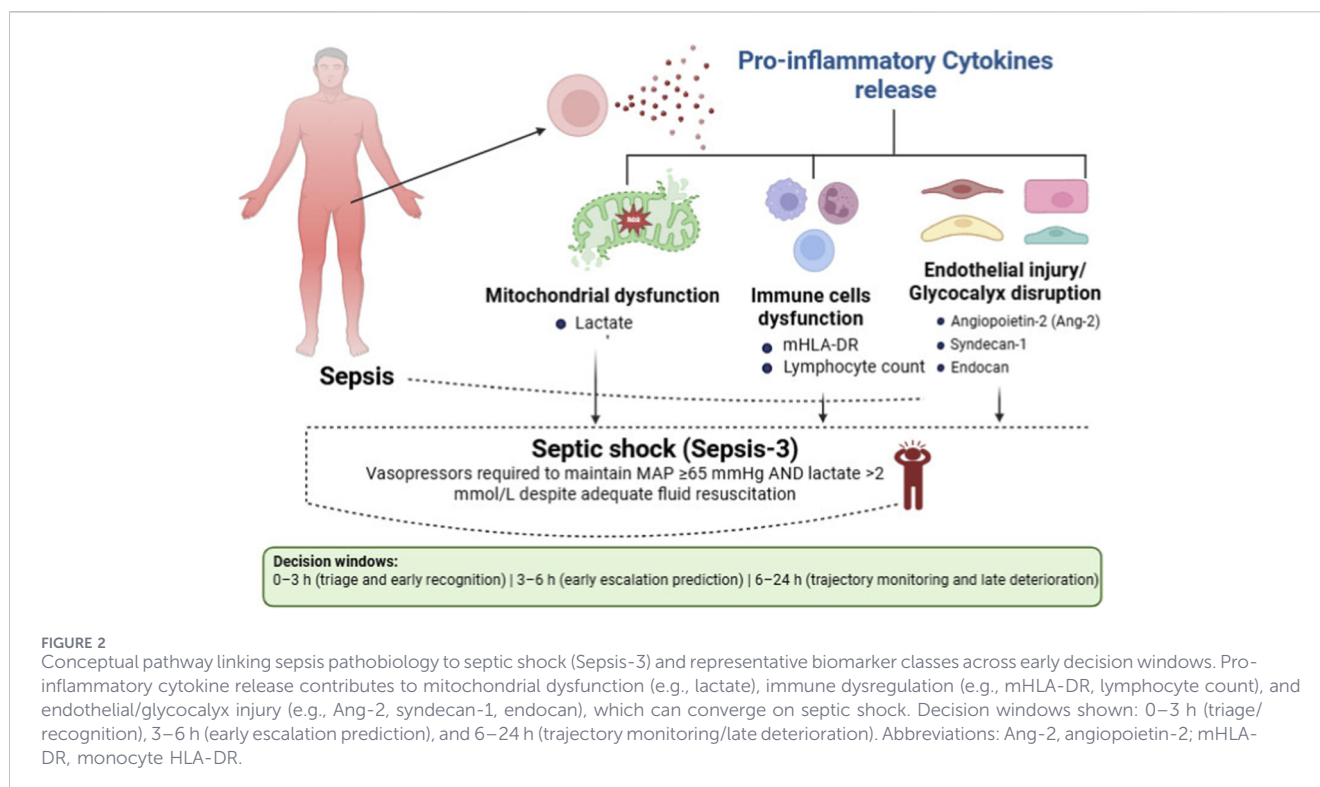 Pro-inflammatory Cytokines
release
ROS
Mitochondrial dysfunction
Lactate
Immune cells
dysfunction
mHLA-DR
Lymphocyte count
Endothelial injury/
Glycocalyx disruption
Angiopoietin-2 (Ang-2)
Syndecan-1
Endocan
Sepsis
Septic shock (Sepsis-3)
Vasopressors required to maintain MAP ≥65 mmHg AND lactate >2
mmol/L despite adequate fluid resuscitation
Decision windows:
0–3 h (triage and early recognition) | 3–6 h (early escalation prediction) | 6–24 h (trajectory monitoring and late deterioration)
FIGURE 2
Conceptual pathway linking sepsis pathobiology to septic shock (Sepsis-3) and representative biomarker classes across early decision windows. Pro-
inflammatory cytokine release contributes to mitochondrial dysfunction (e.g., lactate), immune dysregulation (e.g., mHLA-DR, lymphocyte count), and
endothelial/glycocalyx injury (e.g., Ang-2, syndecan-1, endocan), which can converge on septic shock. Decision windows shown: 0–3 h (triage/
recognition), 3–6 h (early escalation prediction), and 6–24 h (trajectory monitoring/late deterioration). Abbreviations: Ang-2, angiopoietin-2; mHLA-
DR, monocyte HLA-DR.